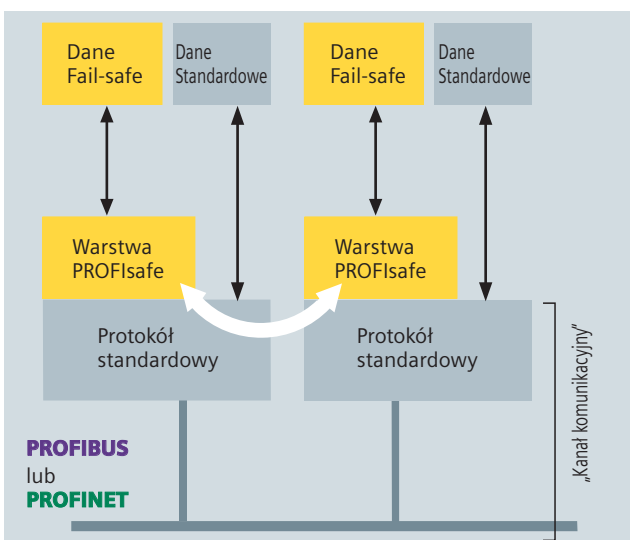 Dane
Fail-safe
Dane
Standardowe
Dane
Fail-safe
Dane
Standardowe
Warstwa
PROFIsafe
Warstwa
PROFIsafe
Protokół
standardowy
Protokół
standardowy
„Kanał komunikacyjny”
PROFIBUS
lub
PROFINET